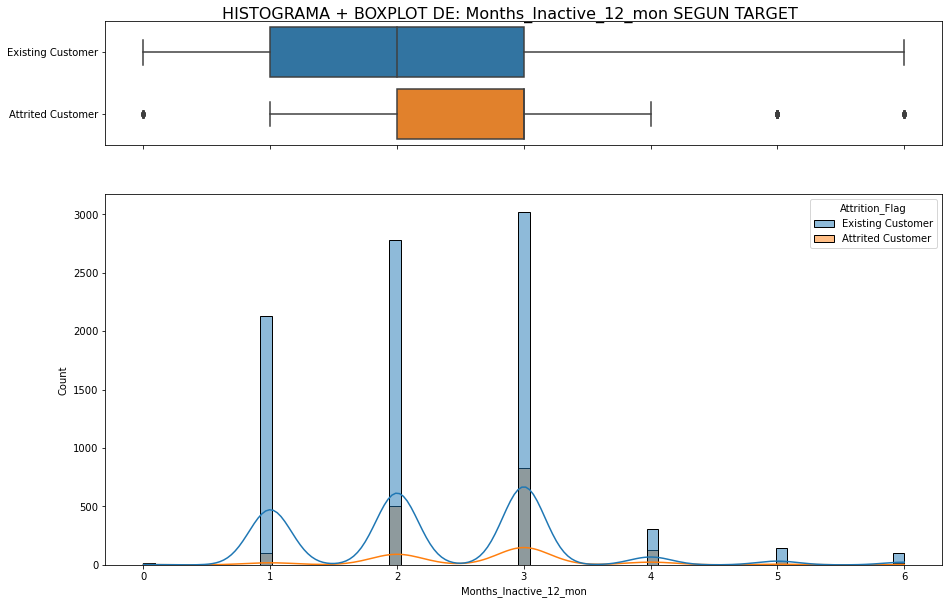 HISTOGRAMA + BOXPLOT DE: Months_Inactive_12_mon SEGUN TARGET
Existing Customer
Attrited Customer
Attrition_Flag
Existing Customer
Attrited Customer
3000
2500
2000
1500
1000
500
0
Count
0 1 2 3 4 5 6
Months_Inactive_12_mon